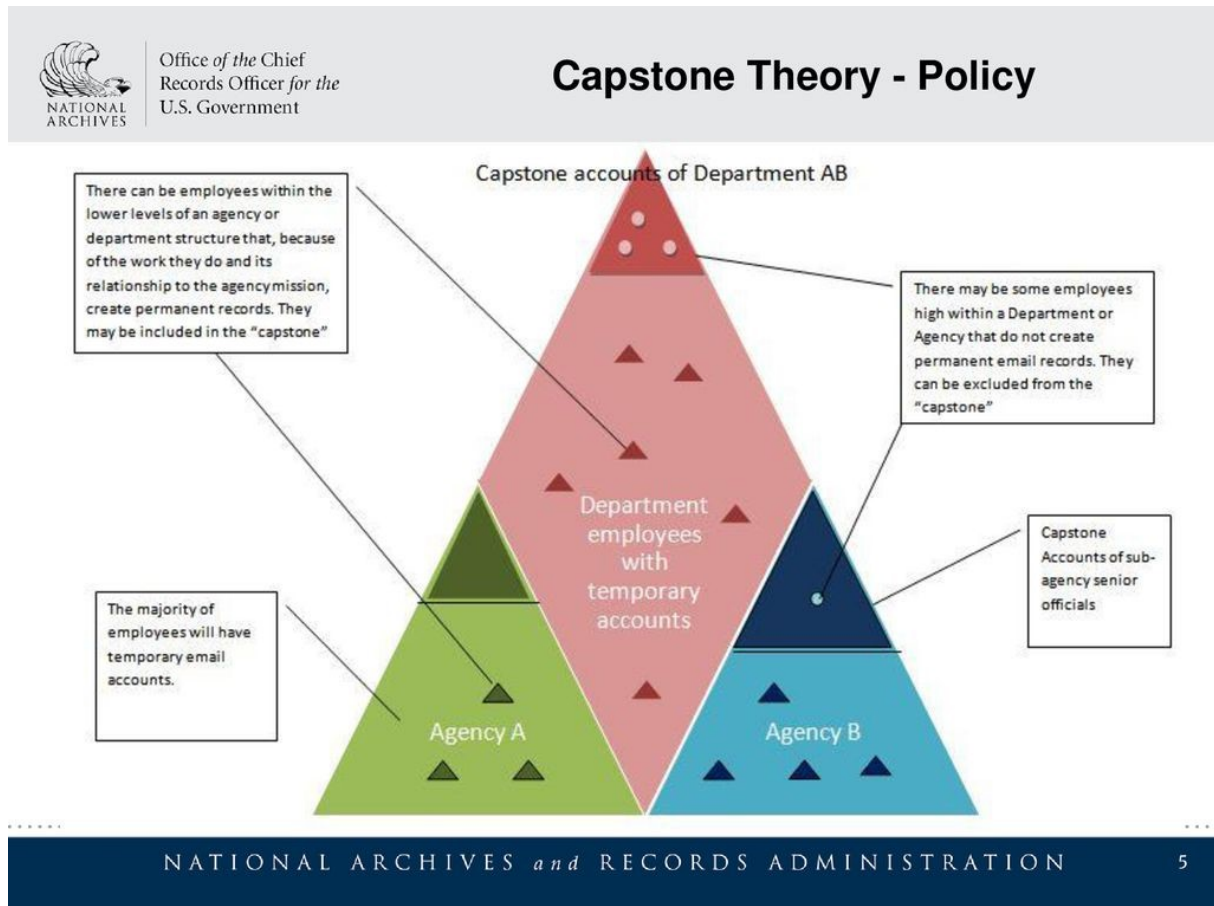 NATIONAL
ARCHIVES
Office of the Chief
Records Officer for the
U.S. Government
Capstone Theory - Policy
Capstone accounts of Department AB
There can be employees within the
lower levels of an agency or
department structure that, because
of the work they do and its
relationship to the agency mission,
create permanent records. They
may be included in the “capstone”
There may be some employees
high within a Department or
Agency that do not create
permanent email records. They
can be excluded from the
“capstone”
Department
employees
with
temporary
accounts
Capstone
Accounts of sub-
agency senior
officials
The majority of
employees will have
temporary email
accounts.
Agency A
Agency B
NATIONAL ARCHIVES and RECORDS ADMINISTRATION
5